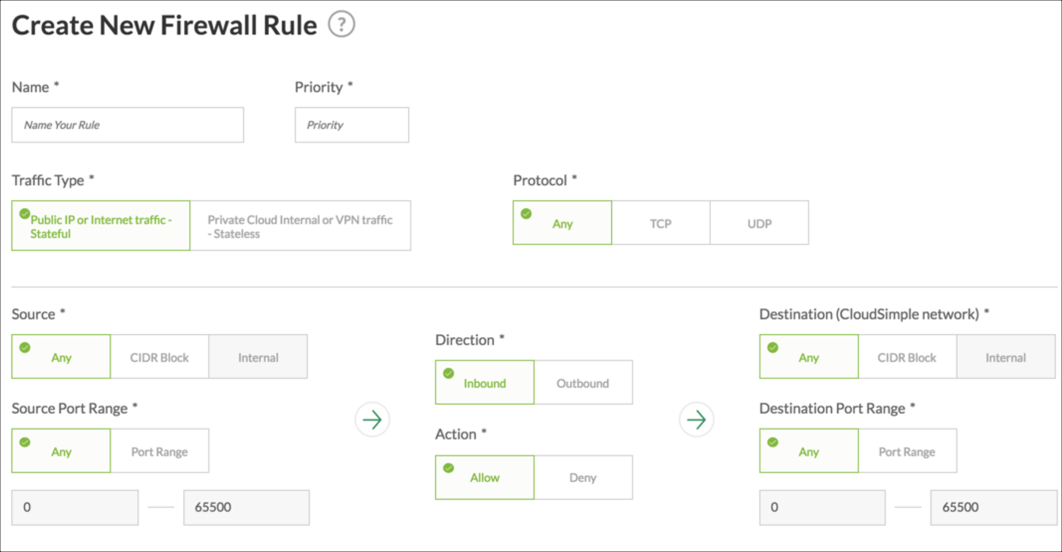 Create New Firewall Rule ?
Name *
Priority *
Name Your Rule
Priority
Traffic Type *
Protocol *
Public IP or Internet traffic -
Stateful
Private Cloud Internal or VPN traffic
- Stateless
Any
TCP
UDP
Source *
Any
CIDR Block
Internal
Source Port Range *
Any
Port Range
0
65500
Direction *
Inbound
Outbound
Action *
Allow
Deny
Destination (CloudSimple network) *
Any
CIDR Block
Internal
Destination Port Range *
Any
Port Range
0
65500